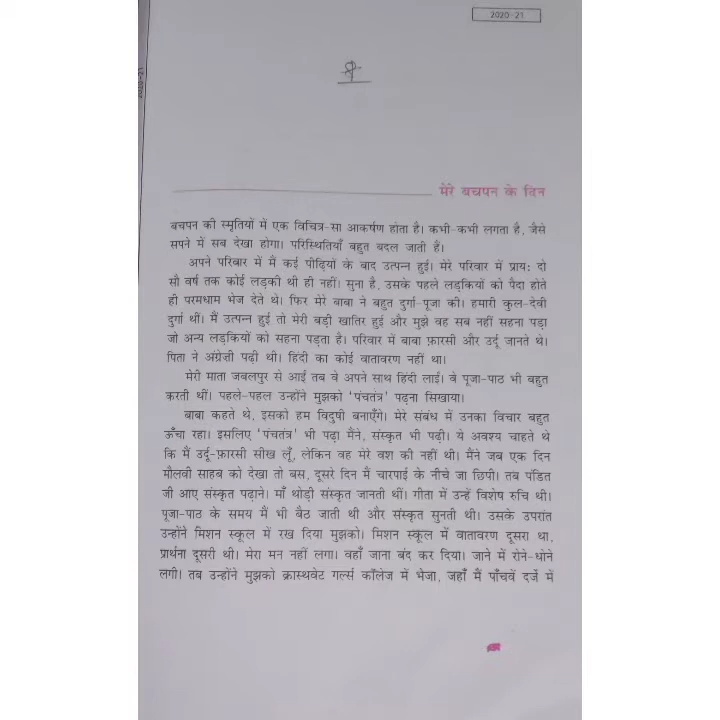 2020-21
2020-21
मेरे बचपन के दिन
बचपन की स्मृतियों में एक विचित्र-सा आकर्षण होता है। कभी-कभी लगता है, जैसे
सपने में सब देखा होगा। परिस्थितियाँ बहुत बदल जाती हैं।
अपने परिवार में मैं कई पीढ़ियों के बाद उत्पन्न हुई। मेरे परिवार में प्राय: दो
सौ वर्ष तक कोई लड़की थी ही नहीं। सुना है, उसके पहले लड़कियों को पैदा होते
ही परमधाम भेज देते थे। फिर मेरे बाबा ने बहुत दुर्गा-पूजा की। हमारी कुल-देवी
दुर्गा थीं। मैं उत्पन्न हुई तो मेरी बड़ी खातिर हुई और मुझे वह सब नहीं सहना पड़ा
जो अन्य लड़कियों को सहना पड़ता है। परिवार में बाबा फ़ारसी और उर्दू जानते थे।
पिता ने अंग्रेज़ी पढ़ी थी। हिंदी का कोई वातावरण नहीं था।
मेरी माता जबलपुर से आईं तब वे अपने साथ हिंदी लाईं। वे पूजा-पाठ भी बहुत
करती थीं। पहले-पहल उन्होंने मुझको 'पंचतंत्र' पढ़ना सिखाया।
बाबा कहते थे, इसको हम विदुषी बनाएँगे। मेरे संबंध में उनका विचार बहुत
ऊँचा रहा। इसलिए 'पंचतंत्र' भी पढ़ा मैंने, संस्कृत भी पढ़ी। ये अवश्य चाहते थे
कि मैं उर्दू-फ़ारसी सीख लूँ, लेकिन वह मेरे वश की नहीं थी। मैंने जब एक दिन
मौलवी साहब को देखा तो बस, दूसरे दिन मैं चारपाई के नीचे जा छिपी। तब पंडित
जी आए संस्कृत पढ़ाने। माँ थोड़ी संस्कृत जानती थीं। गीता में उन्हें विशेष रुचि थी।
पूजा-पाठ के समय मैं भी बैठ जाती थी और संस्कृत सुनती थी। उसके उपरांत
उन्होंने मिशन स्कूल में रख दिया मुझको। मिशन स्कूल में वातावरण दूसरा था,
प्रार्थना दूसरी थी। मेरा मन नहीं लगा। वहाँ जाना बंद कर दिया। जाने में रोने-धोने
लगी। तब उन्होंने मुझको क्रास्थवेट गर्ल्स कॉलेज में भेजा, जहाँ मैं पाँचवें दर्जे में